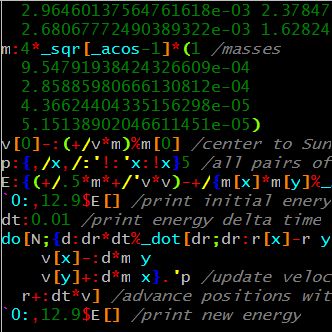 2.96460137564761618e-03 2.37847
2.68067772490389322e-03 1.62824
m:4*_sqr[_acos-1]*(1 /masses
9.54791938424326609e-04
2.85885980666130812e-04
4.36624404335156298e-05
5.15138902046611451e-05)
v[0]-:(+/v*m)%m[0] /center to Sun
p:{,/x,/:'!:'x:!x}5 /all pairs of
E:{(+/.5*m*+/'v*v)-+/{m[x]*m[y]%_
`0:,12.9$E[] /print initial enery
dt:0.01 /print energy delta time
do[N;{d:dr*dt%_dot[dr;dr:r[x]-r y
v[x]-:d*m y
v[y]+:d*m x}.'p /update veloc
r+:dt*v] /advance positions wit
`0:,12.9$E[] /print new energy